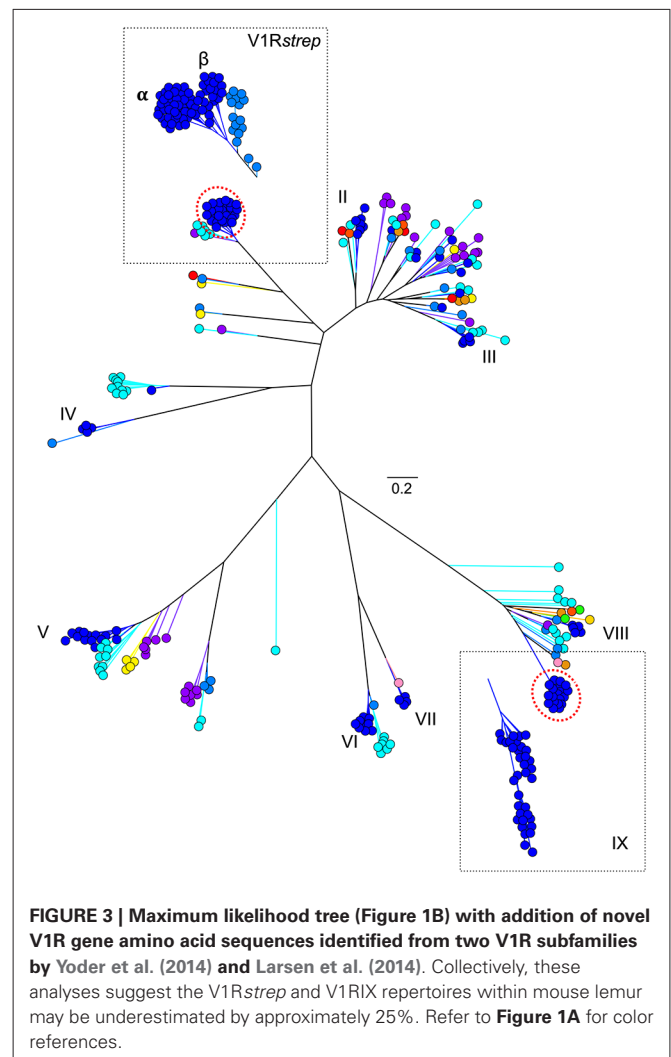 V1Rstrep
β
α
II
III
IV
0.2
V
VIII
VII
VI
IX
FIGURE 3 | Maximum likelihood tree (Figure 1B) with addition of novel
V1R gene amino acid sequences identified from two V1R subfamilies
by Yoder et al. (2014) and Larsen et al. (2014). Collectively, these
analyses suggest the V1Rstrep and V1RIX repertoires within mouse lemur
may be underestimated by approximately 25%. Refer to Figure 1A for color
references.